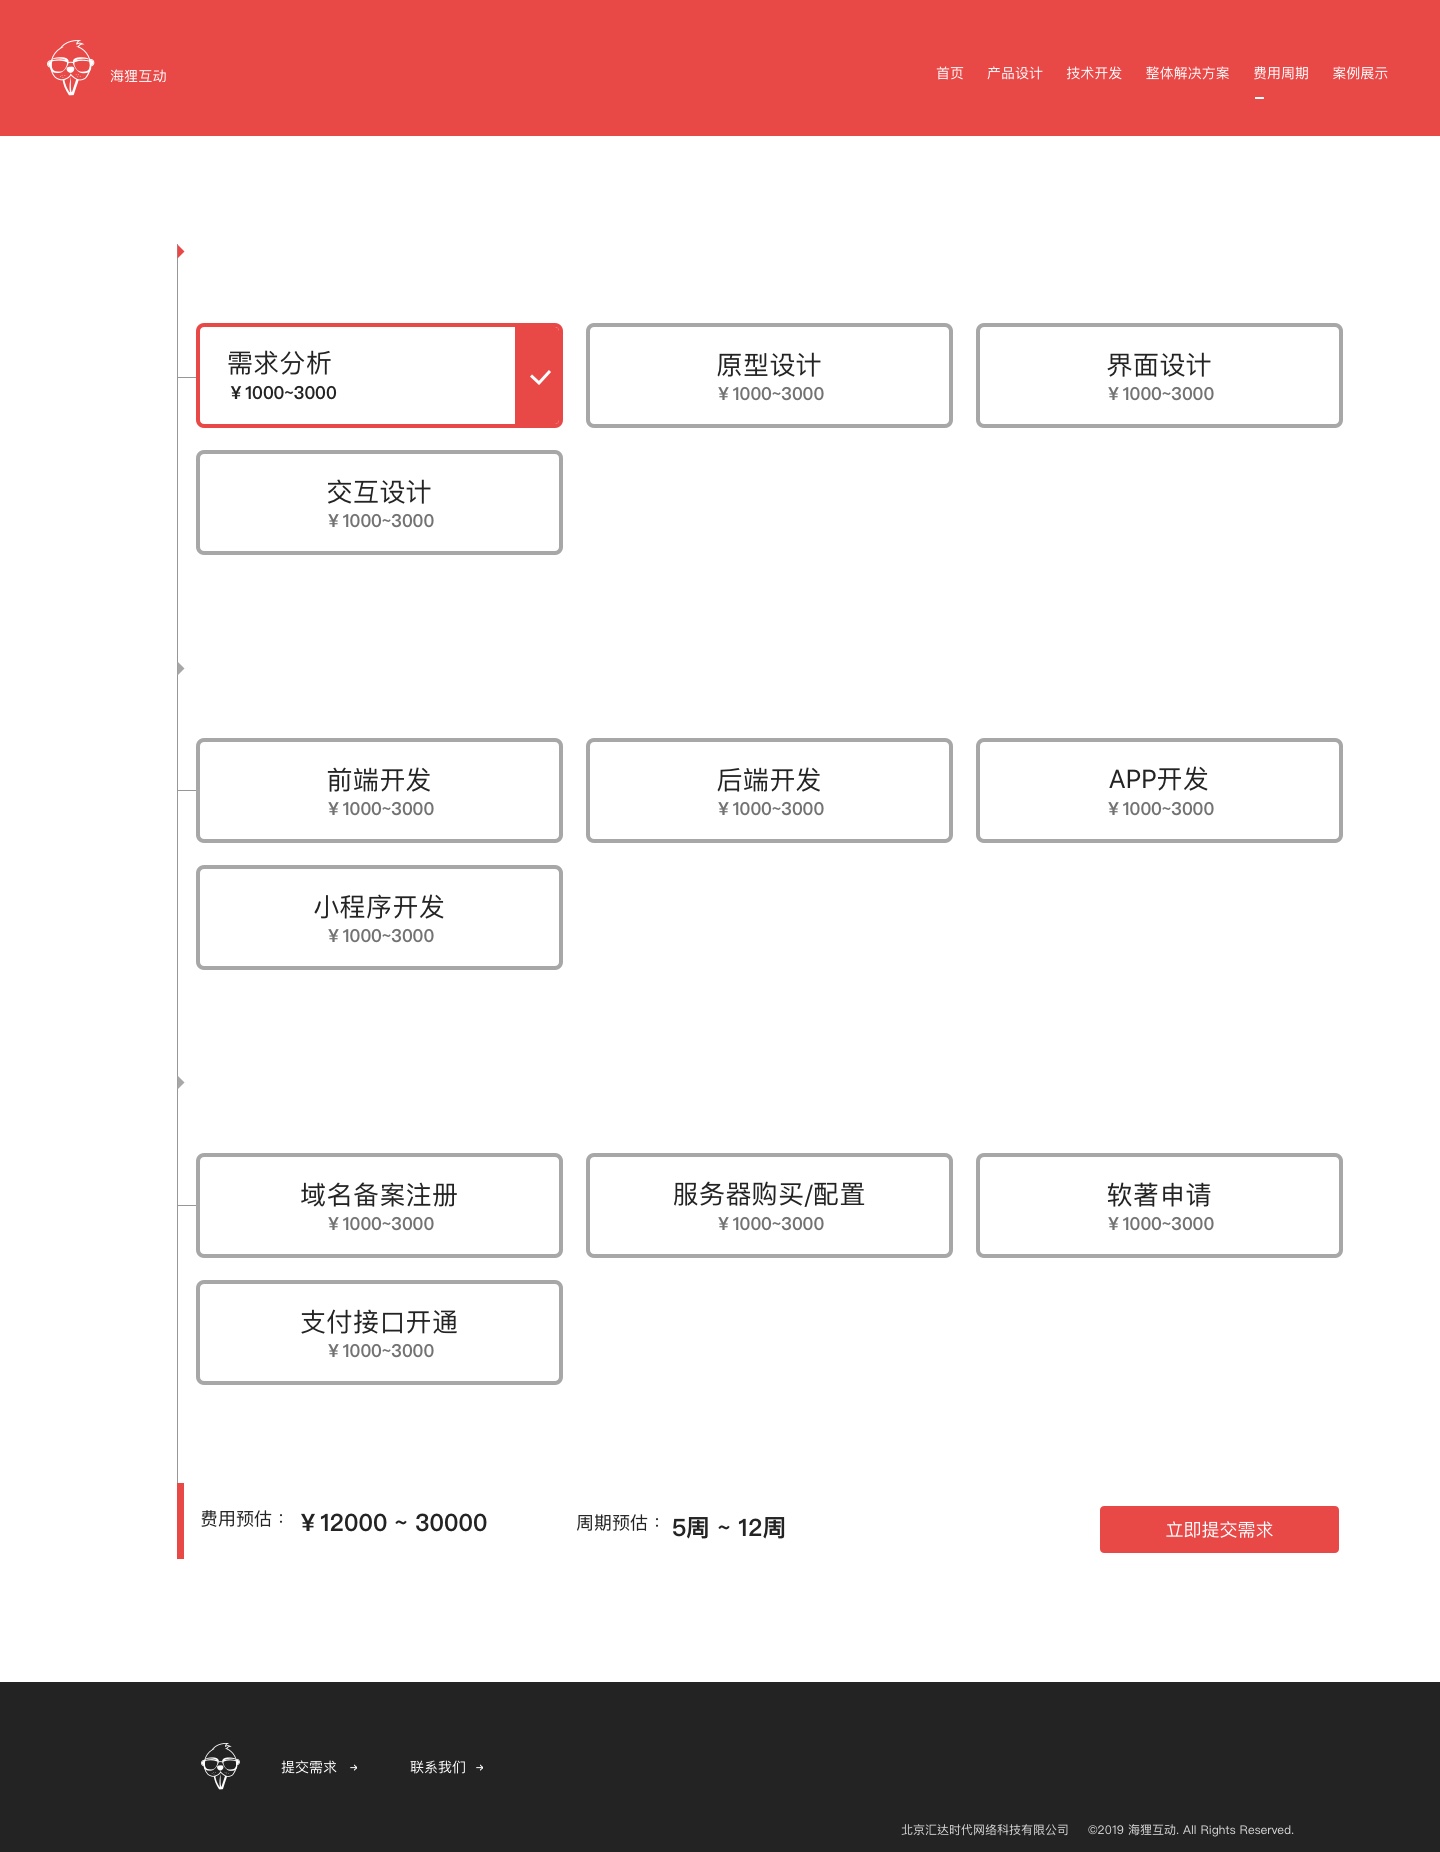 海狸互动
首页 产品设计 技术开发 整体解决方案 费用周期 案例展示
需求分析 原型设计 界面设计
¥1000~3000 ¥1000~3000 ¥1000~3000
交互设计
¥1000~3000
前端开发 后端开发 APP开发
¥1000~3000 ¥1000~3000 ¥1000~3000
小程序开发
¥1000~3000
域名备案注册 服务器购买/配置 软著申请
¥1000~3000 ¥1000~3000 ¥1000~3000
支付接口开通
¥1000~3000
费用预估： ¥12000 ~ 30000 周期预估： 5周 ~ 12周 立即提交需求
提交需求 → 联系我们 →
北京汇达时代网络科技有限公司 ©2019 海狸互动. All Rights Reserved.